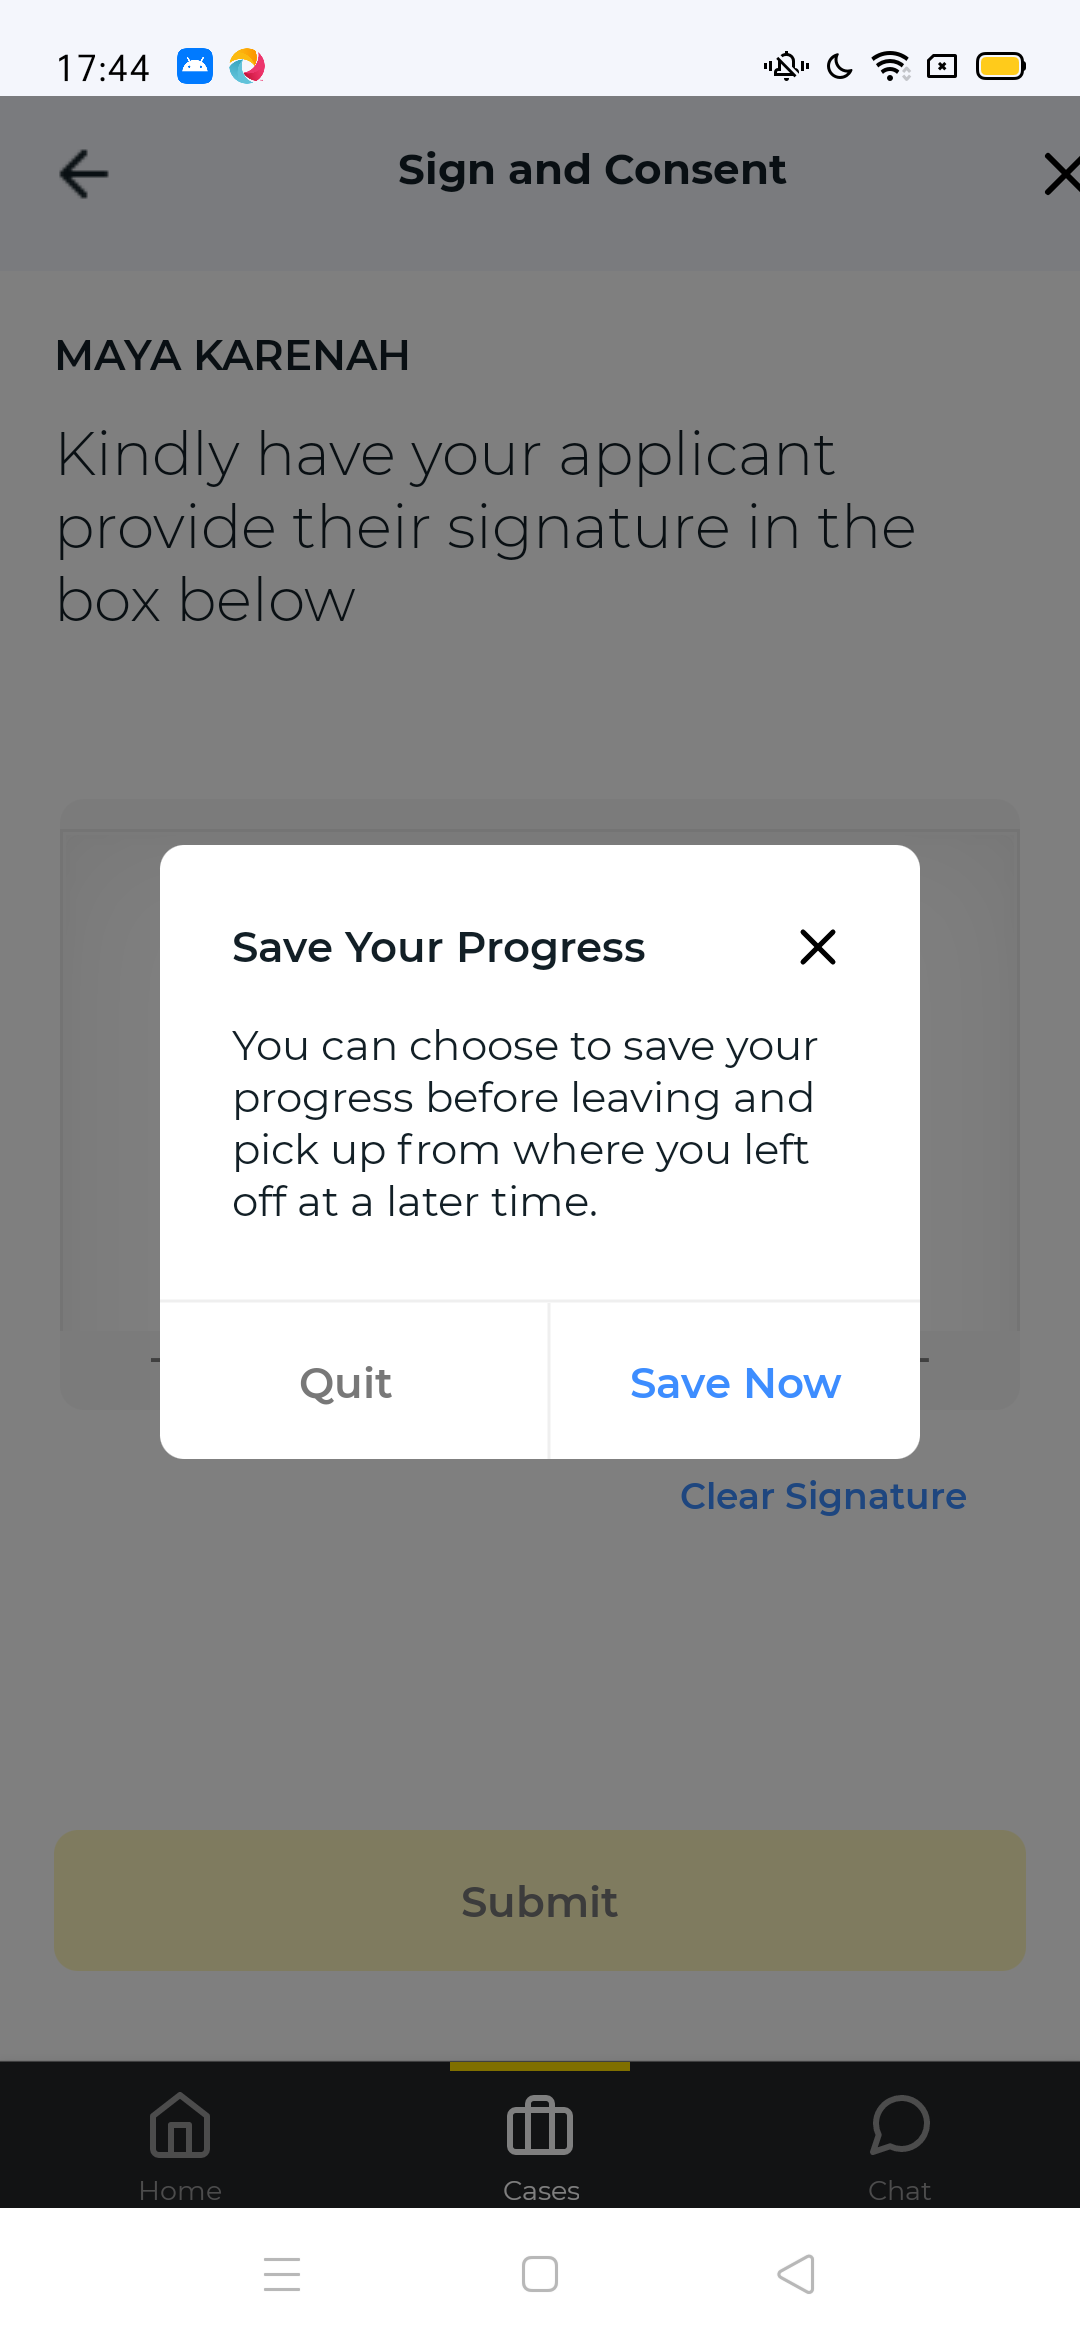 17:44
Sign and Consent
MAYA KARENAH
Kindly have your applicant
provide their signature in the
box below
Save Your Progress
You can choose to save your
progress before leaving and
pick up from where you left
off at a later time.
Quit
Save Now
Clear Signature
Submit
Home
Cases
Chat